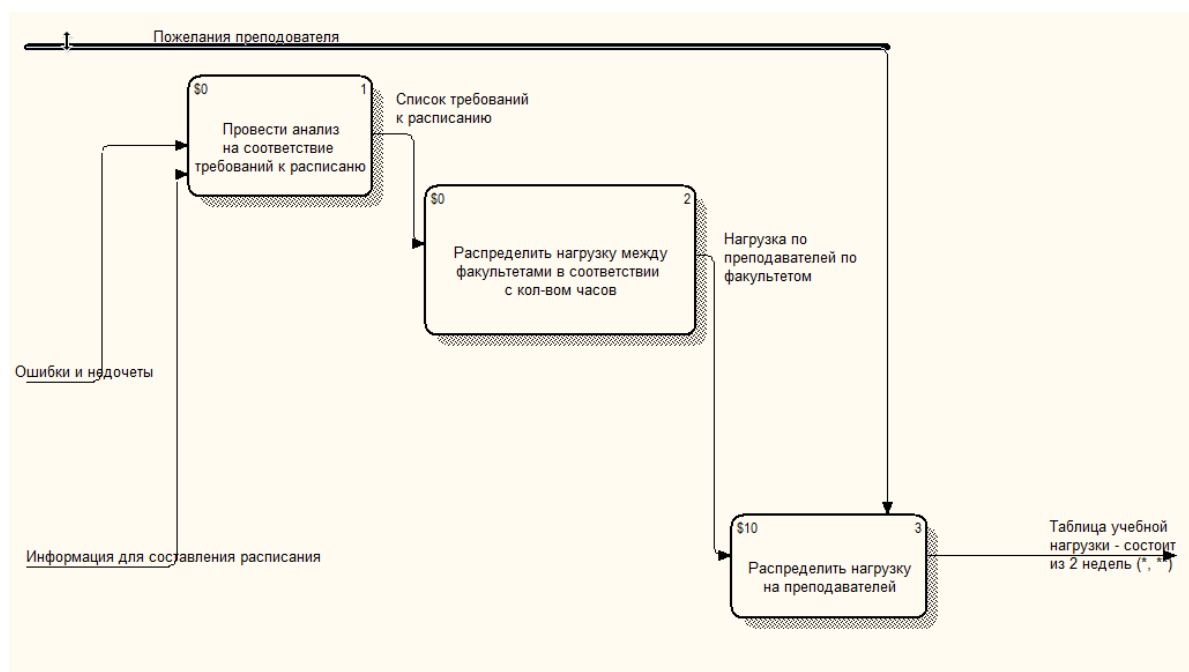 Пожелания преподователя
$0 1
Провести анализ
на соответствие
требований к расписаню
Список требований
к расписанию
$0 2
Распределить нагрузку между
факультетами в соответствии
с кол-вом часов
Нагрузка по
преподавателей по
факультетом
Ошибки и недочеты
Информация для составления расписания
$10 3
Распределить нагрузку
на преподавателей
Таблица учебной
нагрузки - состоит
из 2 недель (*, **)